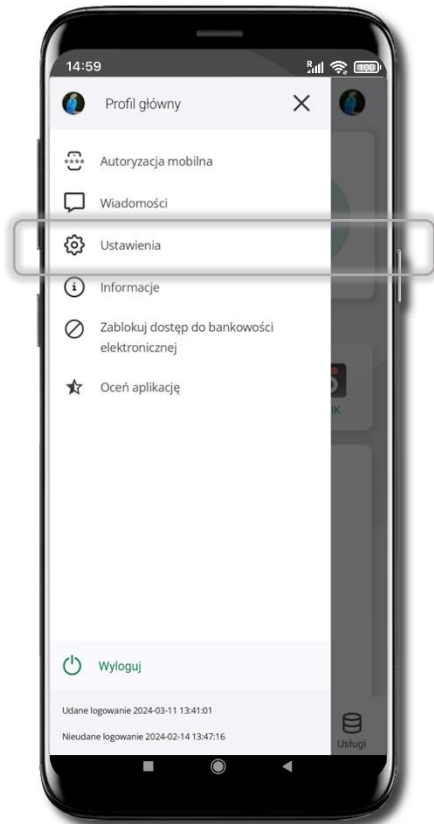 14:59
R
100
Profil główny
Autoryzacja mobilna
Wiadomości
Ustawienia
Informacje
Zablokuj dostęp do bankowości
elektronicznej
Oceń aplikację
Wyloguj
Udane logowanie 2024-03-11 13:41:01
Nieudane logowanie 2024-02-14 13:47:16
Usługi